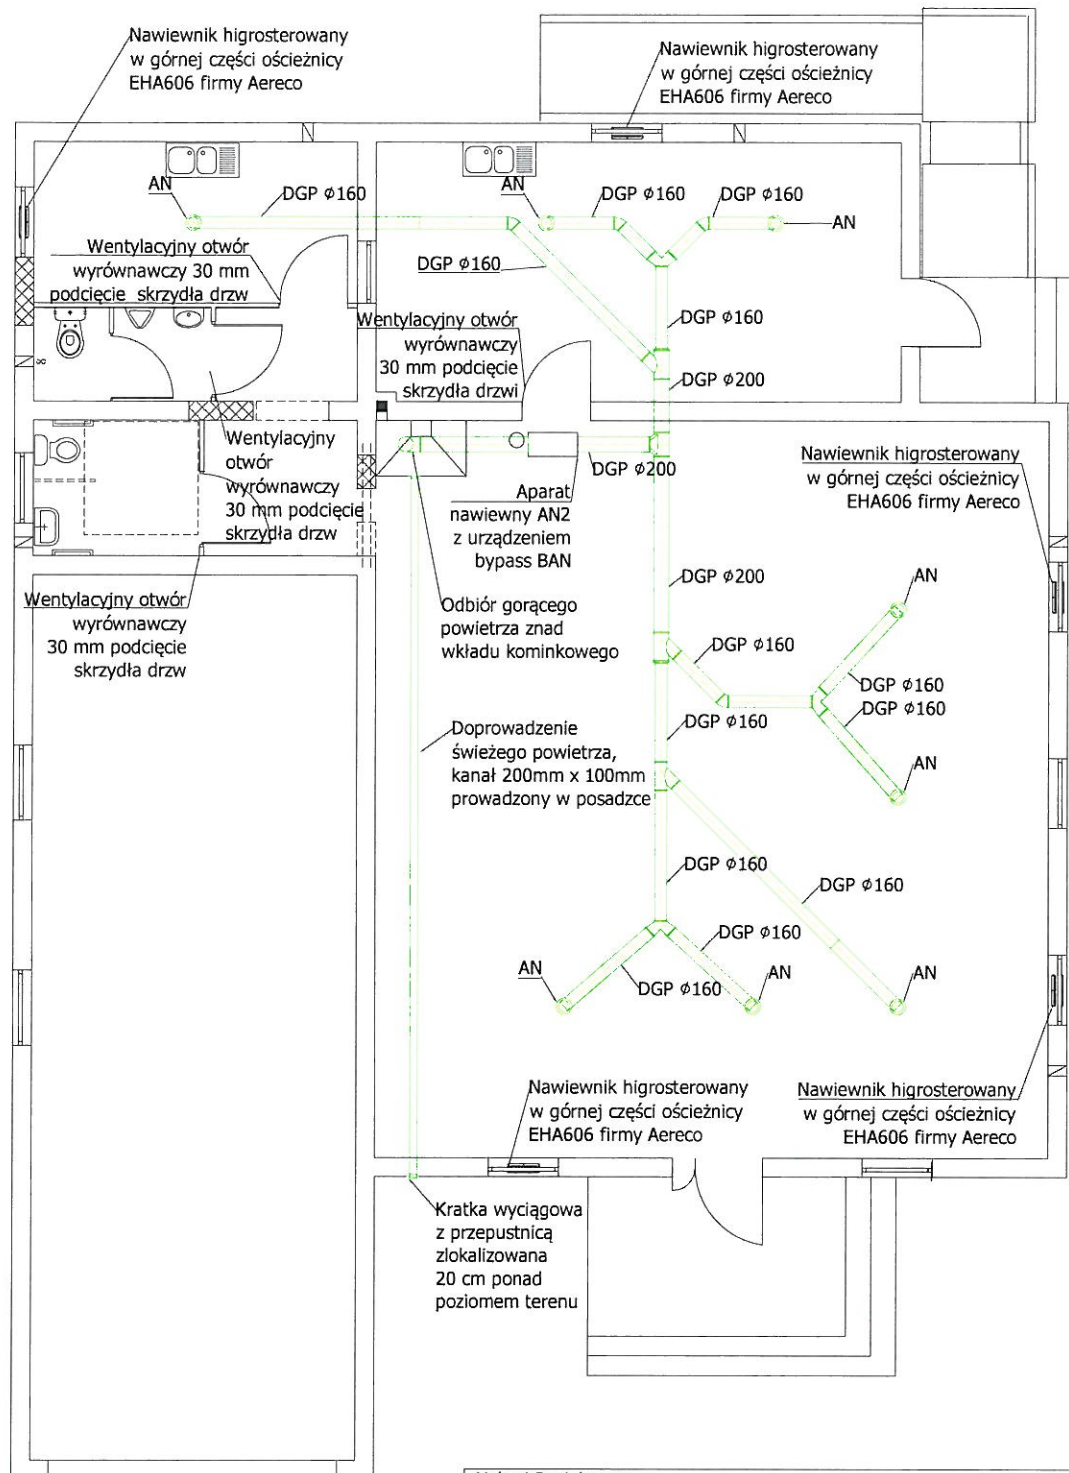 Nawiewnik higrosterowany
w górnej części ościeżnicy
EHA606 firmy Aereco
Nawiewnik higrosterowany
w górnej części ościeżnicy
EHA606 firmy Aereco
AN
DGP ϕ160
AN
DGP ϕ160
DGP ϕ160
AN
Wentylacyjny otwór
wyrównawczy 30 mm
podcięcie skrzydła drzw
DGP ϕ160
DGP ϕ160
Wentylacyjny otwór
wyrównawczy
30 mm podcięcie
skrzydła drzwi
DGP ϕ200
Wentylacyjny
otwór
wyrównawczy
30 mm podcięcie
skrzydła drzw
DGP ϕ200
Aparat
nawiewny AN2
z urządzeniem
bypass BAN
Nawiewnik higrosterowany
w górnej części ościeżnicy
EHA606 firmy Aereco
DGP ϕ200
AN
Wentylacyjny otwór
wyrównawczy
30 mm podcięcie
skrzydła drzw
Odbiór gorącego
powietrza znad
wkładu kominkowego
DGP ϕ160
DGP ϕ160
DGP ϕ160
Doprowadzenie
świeżego powietrza,
kanał 200mm x 100mm
prowadzony w posadzce
DGP ϕ160
AN
DGP ϕ160
DGP ϕ160
DGP ϕ160
AN
DGP ϕ160
AN
AN
Nawiewnik higrosterowany
w górnej części ościeżnicy
EHA606 firmy Aereco
Nawiewnik higrosterowany
w górnej części ościeżnicy
EHA606 firmy Aereco
Kratka wyciągowa
z przepustnicą
zlokalizowana
20 cm ponad
poziomem terenu